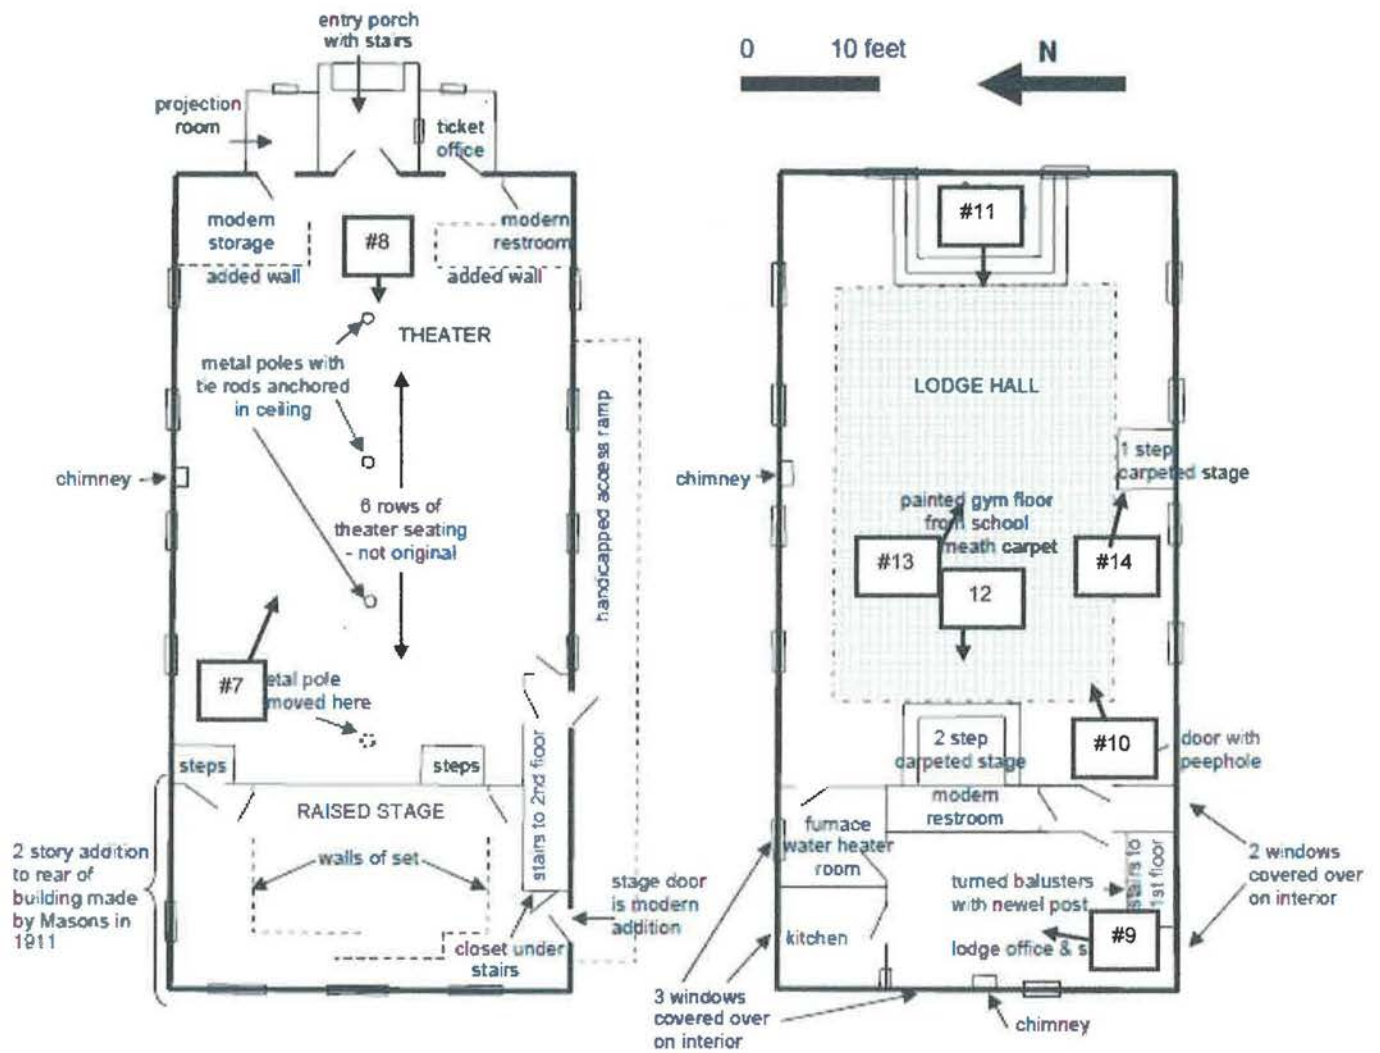 entry porch
with stairs
0
10 feet
N
projection
room
ticket
office
modern
storage
added wall
#8
modern
restroom
added wall
THEATER
metal poles with
tie rods anchored
in ceiling
chimney
6 rows of
theater seating
- not original
handicapped access ramp
#7
etal pole
moved here
steps
steps
stairs to 2nd floor
RAISED STAGE
walls of set
2 story addition
to rear of
building made
by Masons in
1911
closet under
stairs
stage door
is modern
addition
#11
LODGE HALL
1 step
carpeted stage
chimney
painted gym floor
from school
neath carpet
#13
12
#14
#10
door with
peephole
2 step
carpeted stage
modern
restroom
furnace
water heater
room
turned balusters
with newel post
stairs to
1st floor
2 windows
covered over
on interior
kitchen
lodge office & s
#9
3 windows
covered over
on interior
chimney